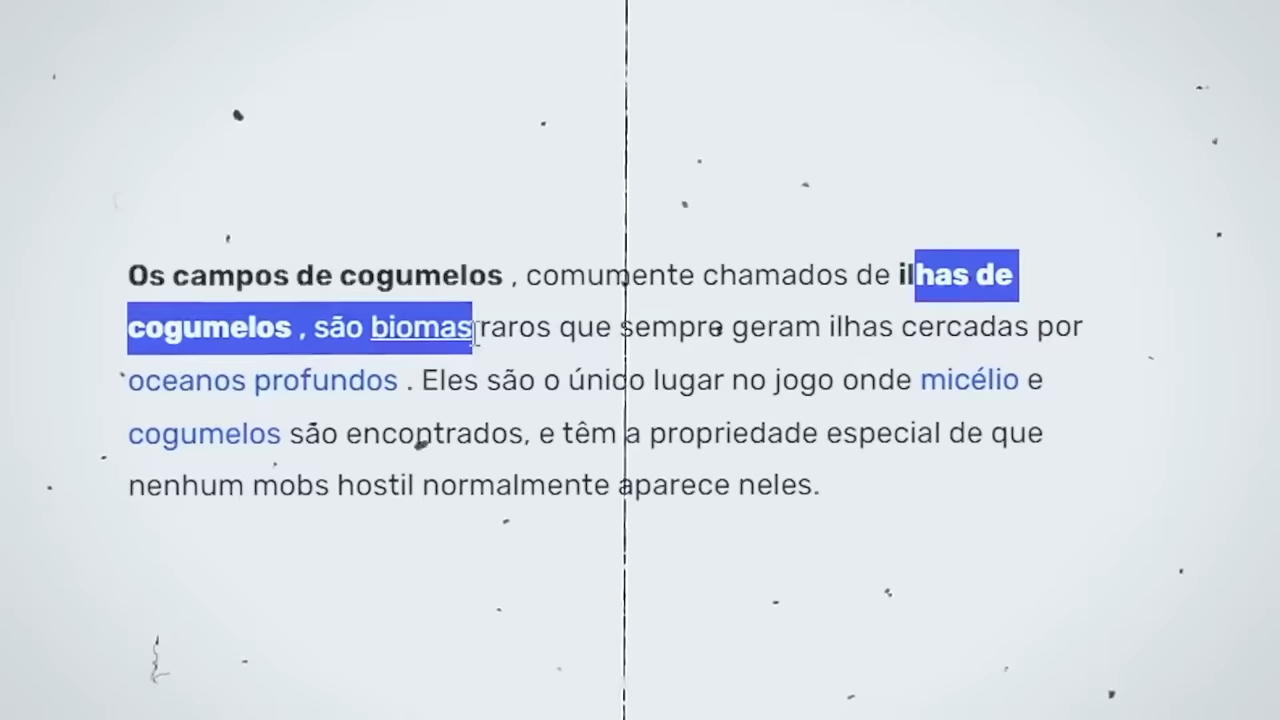 Os campos de cogumelos , comumente chamados de ilhas de
cogumelos , são biomas raros que sempre geram ilhas cercadas por
oceanos profundos . Eles são o único lugar no jogo onde micélio e
cogumelos são encontrados, e têm a propriedade especial de que
nenhum mobs hostil normalmente aparece neles.